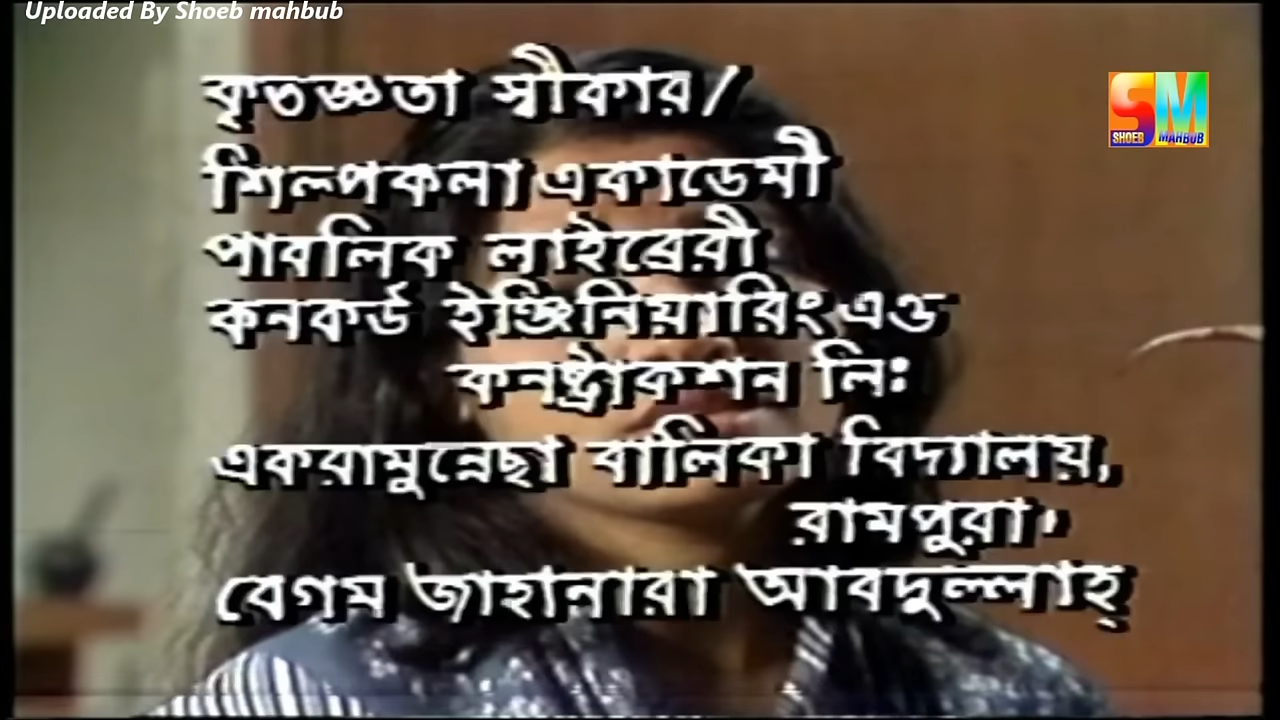 Uploaded By Shoeb mahbub
কৃতজ্ঞতা স্বীকার/
SM
SHOEB MAHBUB
শিল্পকলা একাডেমী
পাবলিক লাইব্রেরী
কনকর্ড ইঞ্জিনিয়ারিং এণ্ড
কনষ্ট্রাকশন লিঃ
একরামুন্নেছা বালিকা বিদ্যালয়,
রামপুরা।
বেগম জাহানারা আবদুল্লাহ্